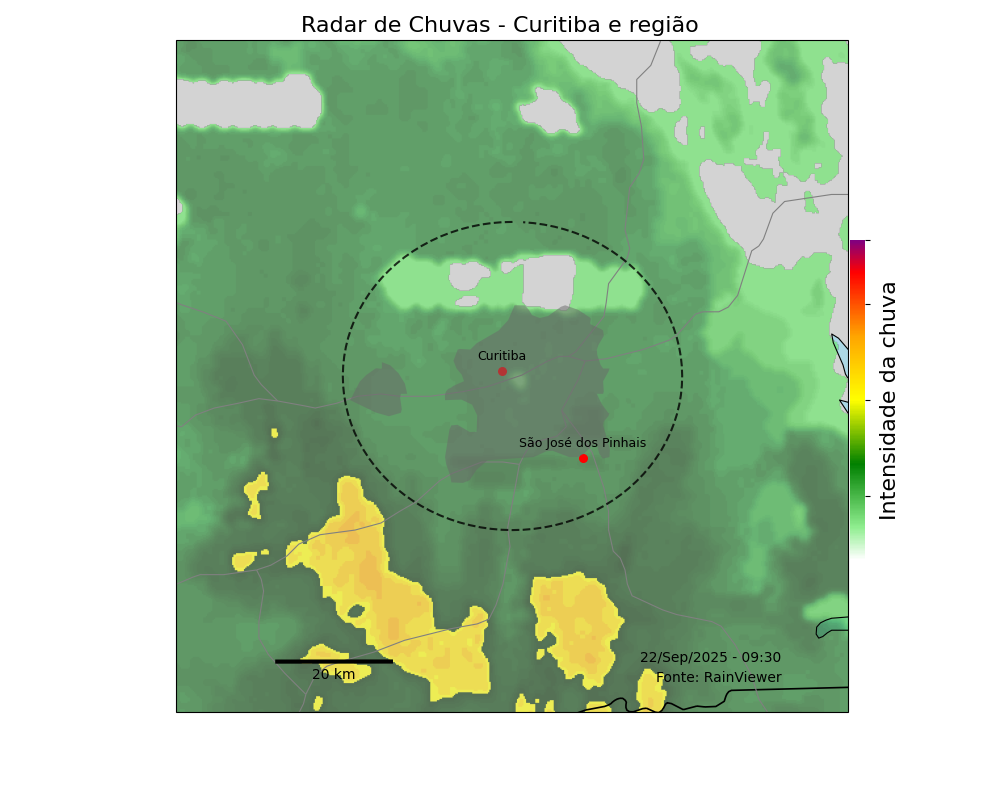 Radar de Chuvas - Curitiba e região
Curitiba
São José dos Pinhais
Intensidade da chuva
22/Sep/2025 - 09:30
Fonte: RainViewer
20 km